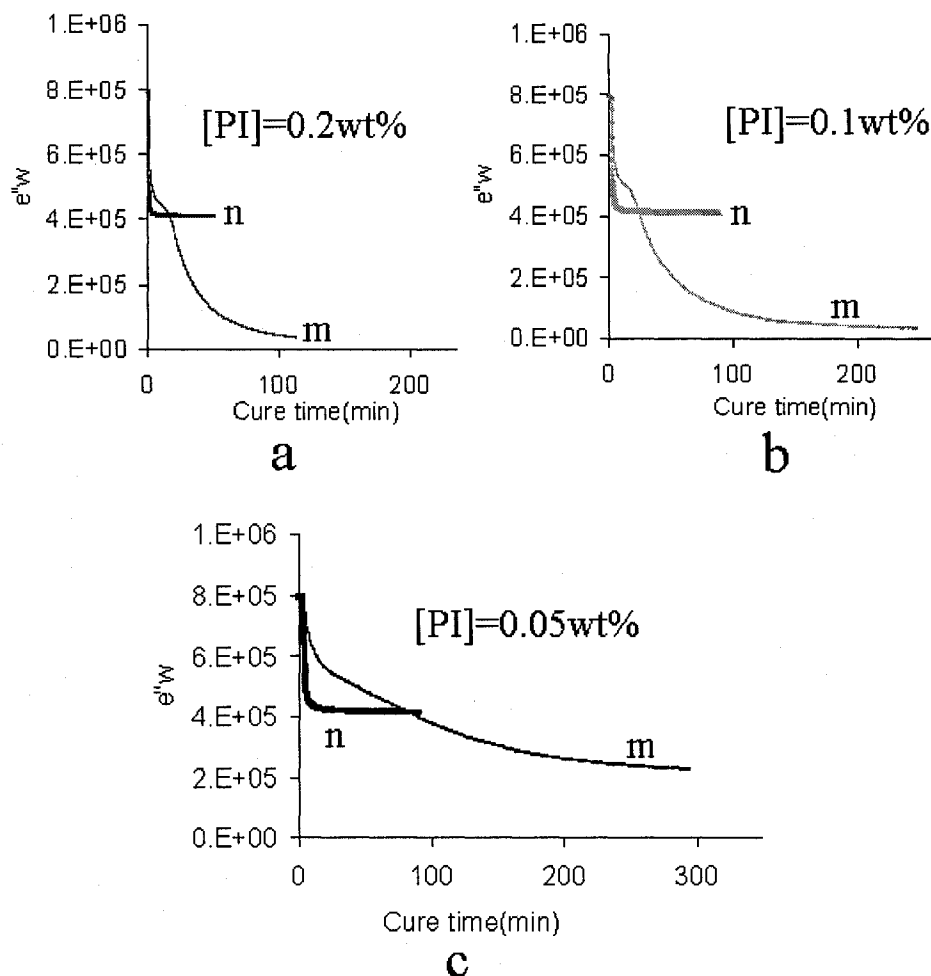 1.E+06
8.E+05
6.E+05
4.E+05
2.E+05
0.E+00
e"w
[PI]=0.2wt%
n
m
0 100 200
Cure time(min)
a
1.E+06
8.E+05
6.E+05
4.E+05
2.E+05
0.E+00
e"w
[PI]=0.1wt%
n
m
0 100 200
Cure time(min)
b
1.E+06
8.E+05
6.E+05
4.E+05
2.E+05
0.E+00
e"w
[PI]=0.05wt%
n
m
0 100 200 300
Cure time(min)
c